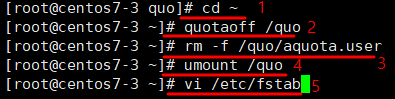 [root@centos7-3 quo]# cd ~ 1
[root@centos7-3 ~]# quotaoff /quo 2
[root@centos7-3 ~]# rm -f /quo/aquota.user 3
[root@centos7-3 ~]# umount /quo 4
[root@centos7-3 ~]# vi /etc/fstab 5